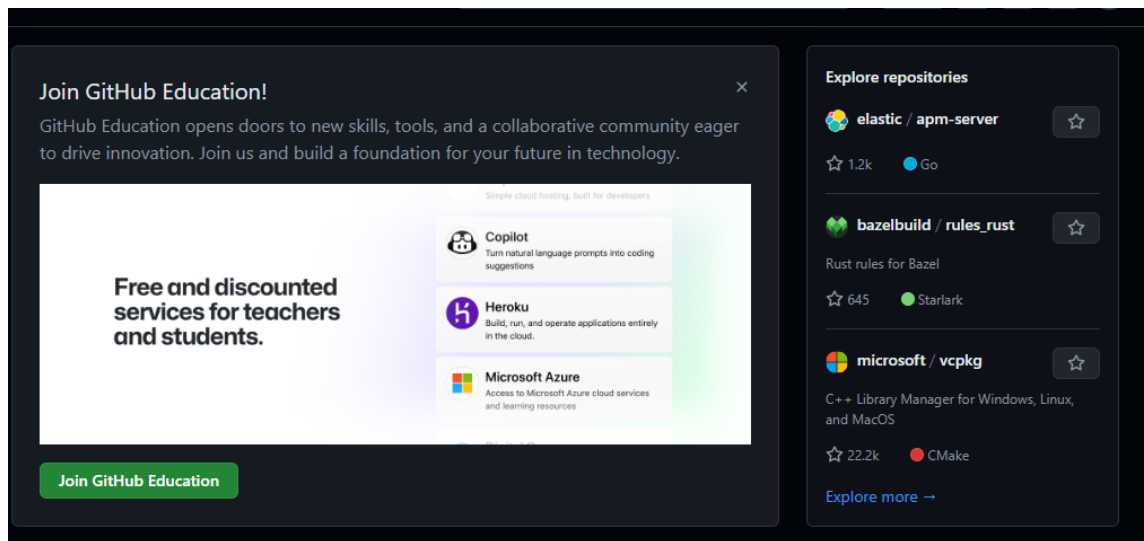 Join GitHub Education!
GitHub Education opens doors to new skills, tools, and a collaborative community eager
to drive innovation. Join us and build a foundation for your future in technology.
Free and discounted
services for teachers
and students.
Simple cloud hosting, built for developers
Copilot
Turn natural language prompts into coding
suggestions
Heroku
Build, run, and operate applications entirely
in the cloud.
Microsoft Azure
Access to Microsoft Azure cloud services
and learning resources
Join GitHub Education
Explore repositories
elastic / apm-server
1.2k Go
bazelbuild / rules_rust
Rust rules for Bazel
645 Starlark
microsoft / vcpkg
C++ Library Manager for Windows, Linux,
and MacOS
22.2k CMake
Explore more →